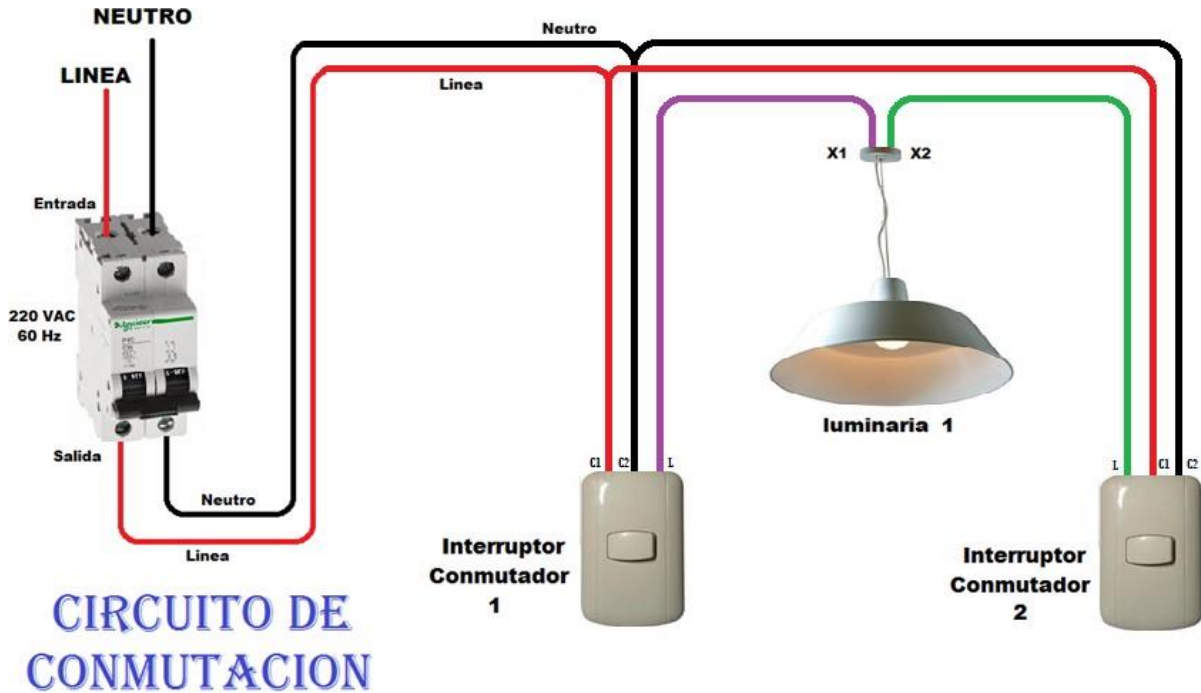 NEUTRO
LINEA
Neutro
Linea
Entrada
X1
X2
220 VAC
60 Hz
Schneider
luminaria 1
Salida
C1
C2
L
L
C1
C2
Neutro
Linea
Interruptor
Conmutador
1
Interruptor
Conmutador
2
CIRCUITO DE
CONMUTACION